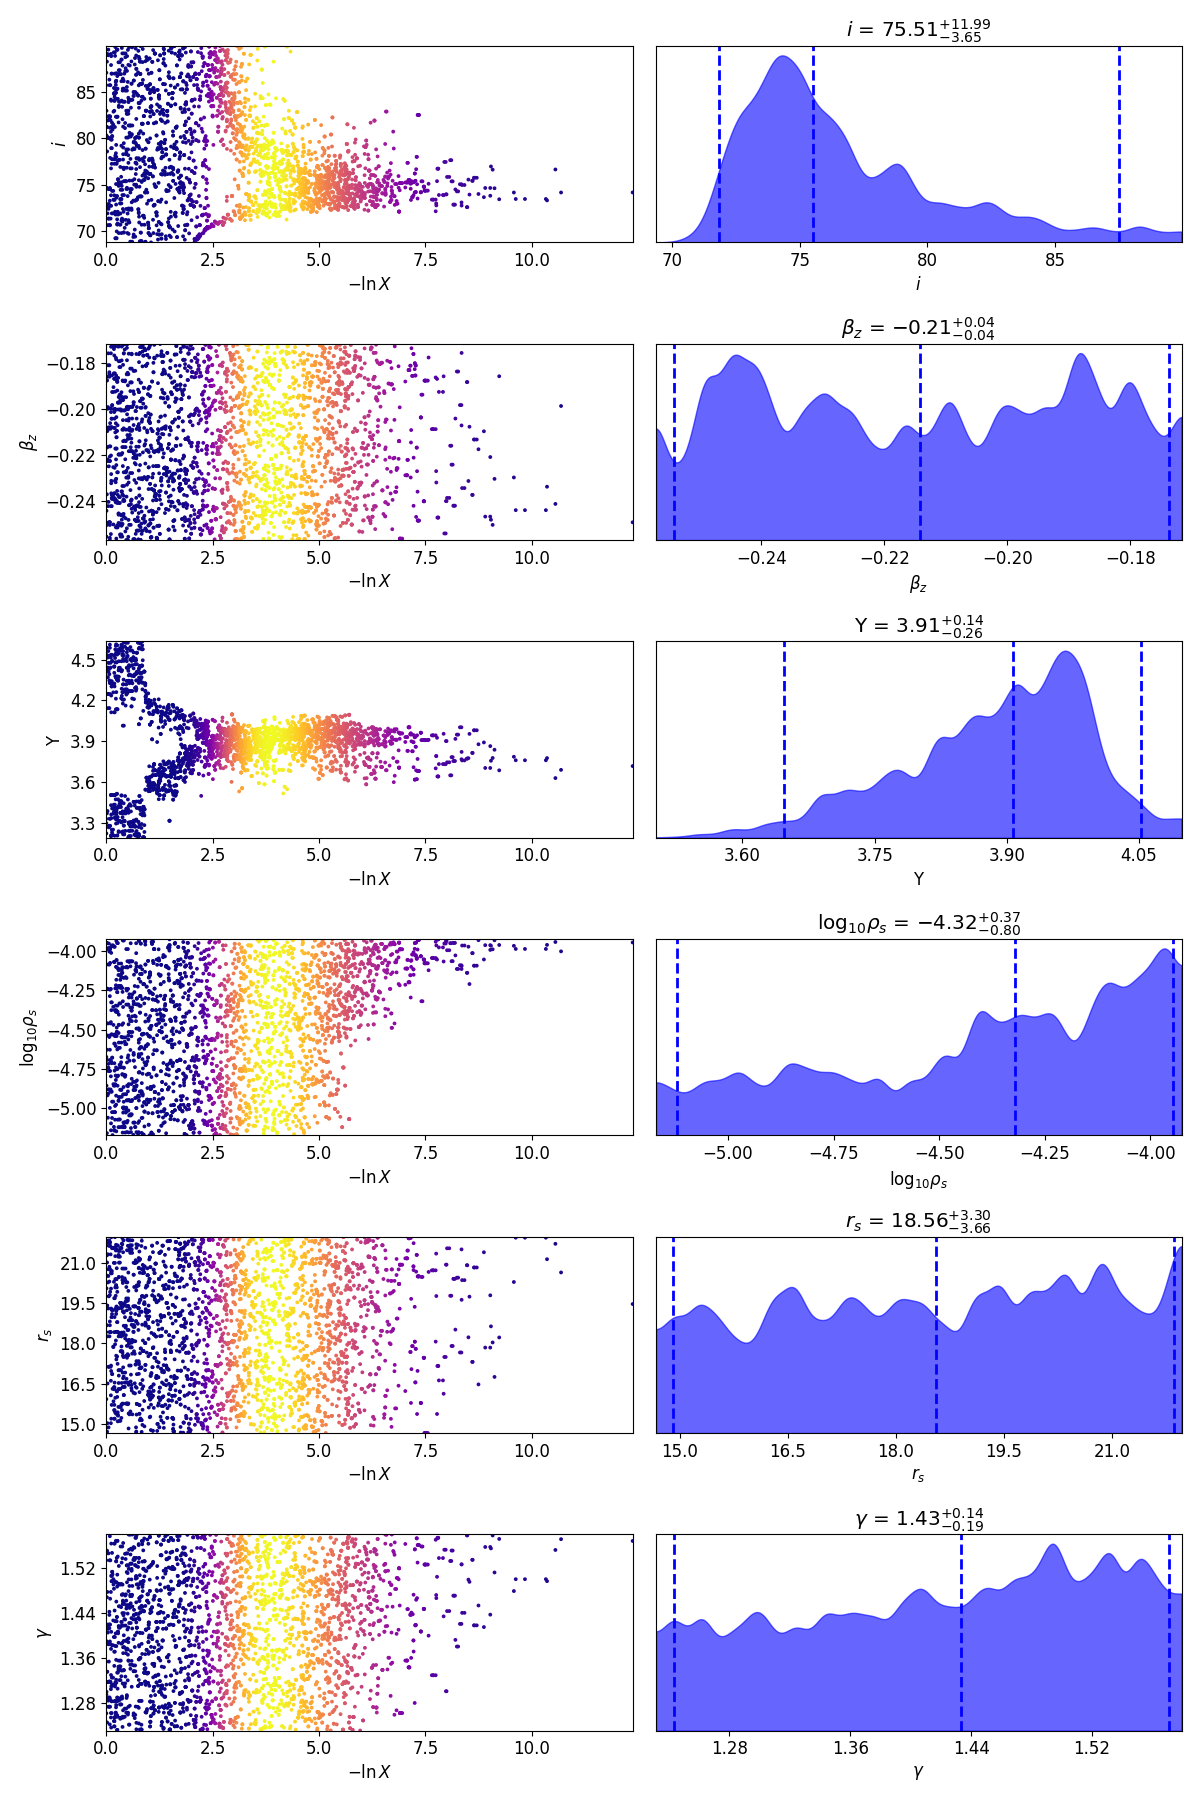 i = 75.51 +11.99 −3.65
85
80
75
70
i
0.0 2.5 5.0 7.5 10.0
−ln X
70 75 80 85
i
βz = −0.21 +0.04 −0.04
−0.18
−0.20
−0.22
−0.24
βz
0.0 2.5 5.0 7.5 10.0
−ln X
−0.24 −0.22 −0.20 −0.18
βz
Y = 3.91 +0.14 −0.26
4.5
4.2
3.9
3.6
3.3
Y
0.0 2.5 5.0 7.5 10.0
−ln X
3.60 3.75 3.90 4.05
Y
log10ρs = −4.32 +0.37 −0.80
−4.00
−4.25
−4.50
−4.75
−5.00
log10ρs
0.0 2.5 5.0 7.5 10.0
−ln X
−5.00 −4.75 −4.50 −4.25 −4.00
log10ρs
rs = 18.56 +3.30 −3.66
21.0
19.5
18.0
16.5
15.0
rs
0.0 2.5 5.0 7.5 10.0
−ln X
15.0 16.5 18.0 19.5 21.0
rs
γ = 1.43 +0.14 −0.19
1.52
1.44
1.36
1.28
γ
0.0 2.5 5.0 7.5 10.0
−ln X
1.28 1.36 1.44 1.52
γ